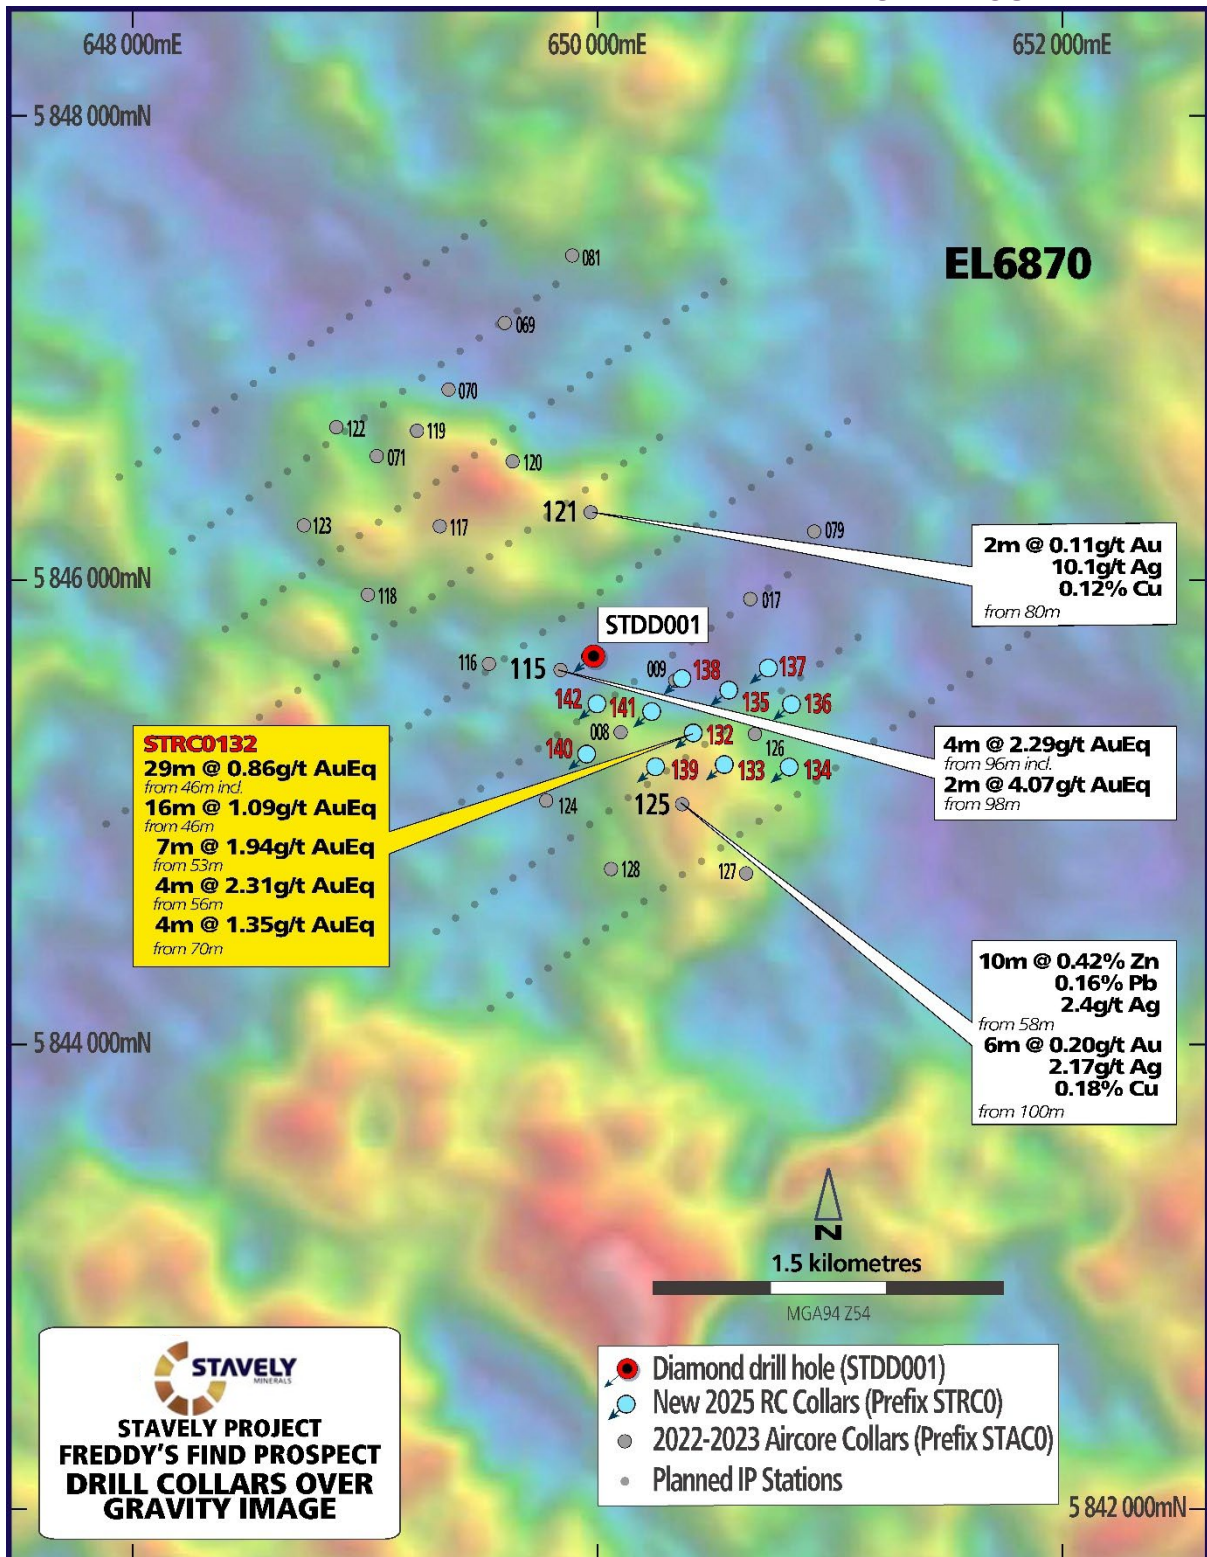 648 000mE
650 000mE
652 000mE
5 848 000mN
081
EL6870
069
070
122
119
071
120
121
123
117
079
2m @ 0.11g/t Au
10.1g/t Ag
0.12% Cu
from 80m
5 846 000mN
118
017
STDD001
116
115
009
138
137
142
141
135
136
008
132
126
140
139
133
134
STRC0132
29m @ 0.86g/t AuEq
from 46m incl.
16m @ 1.09g/t AuEq
from 46m
7m @ 1.94g/t AuEq
from 53m
4m @ 2.31g/t AuEq
from 56m
4m @ 1.35g/t AuEq
from 70m
4m @ 2.29g/t AuEq
from 96m incl.
2m @ 4.07g/t AuEq
from 98m
124
125
128
127
10m @ 0.42% Zn
0.16% Pb
2.4g/t Ag
from 58m
6m @ 0.20g/t Au
2.17g/t Ag
0.18% Cu
from 100m
5 844 000mN
N
1.5 kilometres
MGA94 Z54
STAVELY
MINERALS
STAVELY PROJECT
FREDDY'S FIND PROSPECT
DRILL COLLARS OVER
GRAVITY IMAGE
Diamond drill hole (STDD001)
New 2025 RC Collars (Prefix STRC0)
2022-2023 Aircore Collars (Prefix STAC0)
Planned IP Stations
5 842 000mN